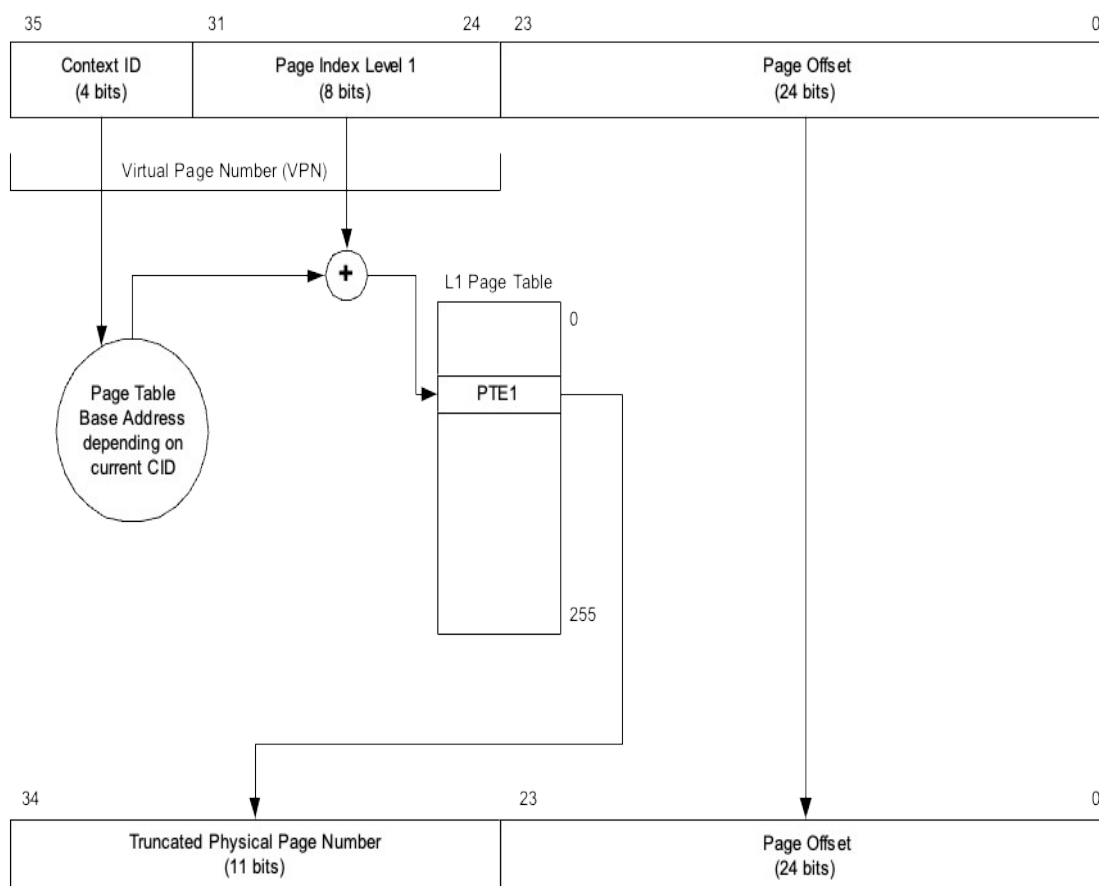 35 31 24 23 0
Context ID Page Index Level 1 Page Offset
(4 bits) (8 bits) (24 bits)
Virtual Page Number (VPN)
+
L1 Page Table
0
Page Table
Base Address
depending on
current CID
PTE1
255
34 23 0
Truncated Physical Page Number Page Offset
(11 bits) (24 bits)